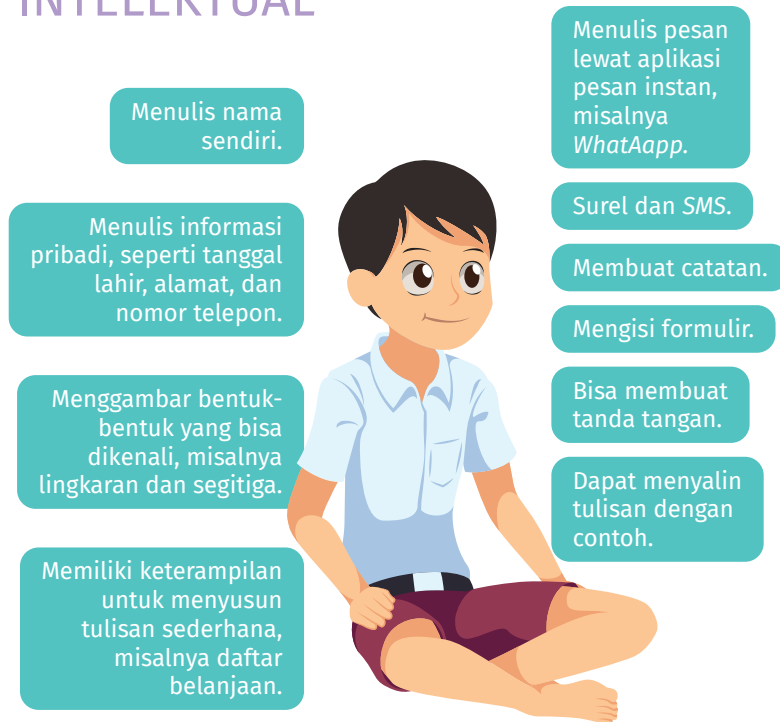 INTELEKTUAL
Menulis nama
sendiri.
Menulis informasi
pribadi, seperti tanggal
lahir, alamat, dan
nomor telepon.
Menggambar bentuk-
bentuk yang bisa
dikenali, misalnya
lingkaran dan segitiga.
Memiliki keterampilan
untuk menyusun
tulisan sederhana,
misalnya daftar
belanjaan.
Menulis pesan
lewat aplikasi
pesan instan,
misalnya
WhatAapp.
Surel dan SMS.
Membuat catatan.
Mengisi formulir.
Bisa membuat
tanda tangan.
Dapat menyalin
tulisan dengan
contoh.